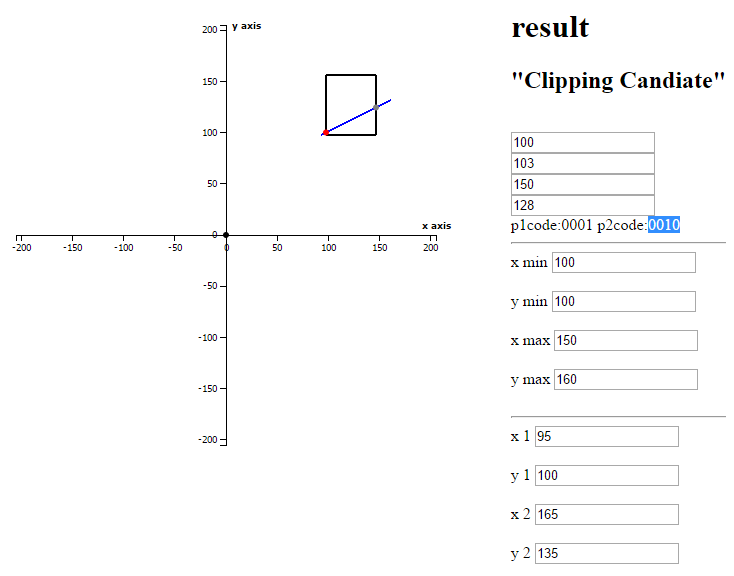 y axis
200
150
100
50
0
-50
-100
-150
-200
x axis
-200 -150 -100 -50 0 50 100 150 200
result
"Clipping Candiate"
100
103
150
128
p1code:0001 p2code:0010
x min 100
y min 100
x max 150
y max 160
x 1 95
y 1 100
x 2 165
y 2 135